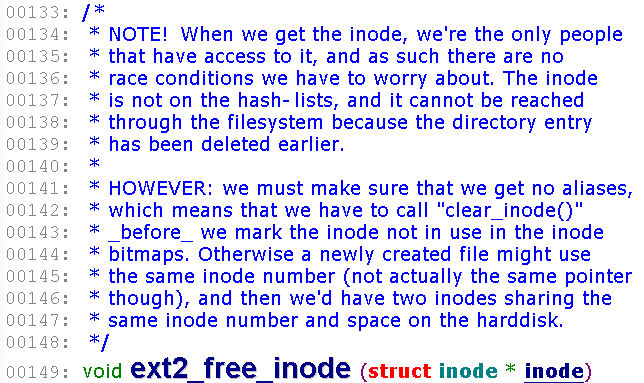 00133: /*
00134:  * NOTE!  When we get the inode, we're the only people
00135:  * that have access to it, and as such there are no
00136:  * race conditions we have to worry about. The inode
00137:  * is not on the hash-lists, and it cannot be reached
00138:  * through the filesystem because the directory entry
00139:  * has been deleted earlier.
00140:  *
00141:  * HOWEVER: we must make sure that we get no aliases,
00142:  * which means that we have to call "clear_inode()"
00143:  * _before_ we mark the inode not in use in the inode
00144:  * bitmaps. Otherwise a newly created file might use
00145:  * the same inode number (not actually the same pointer
00146:  * though), and then we'd have two inodes sharing the
00147:  * same inode number and space on the harddisk.
00148:  */
00149: void ext2_free_inode (struct inode * inode)